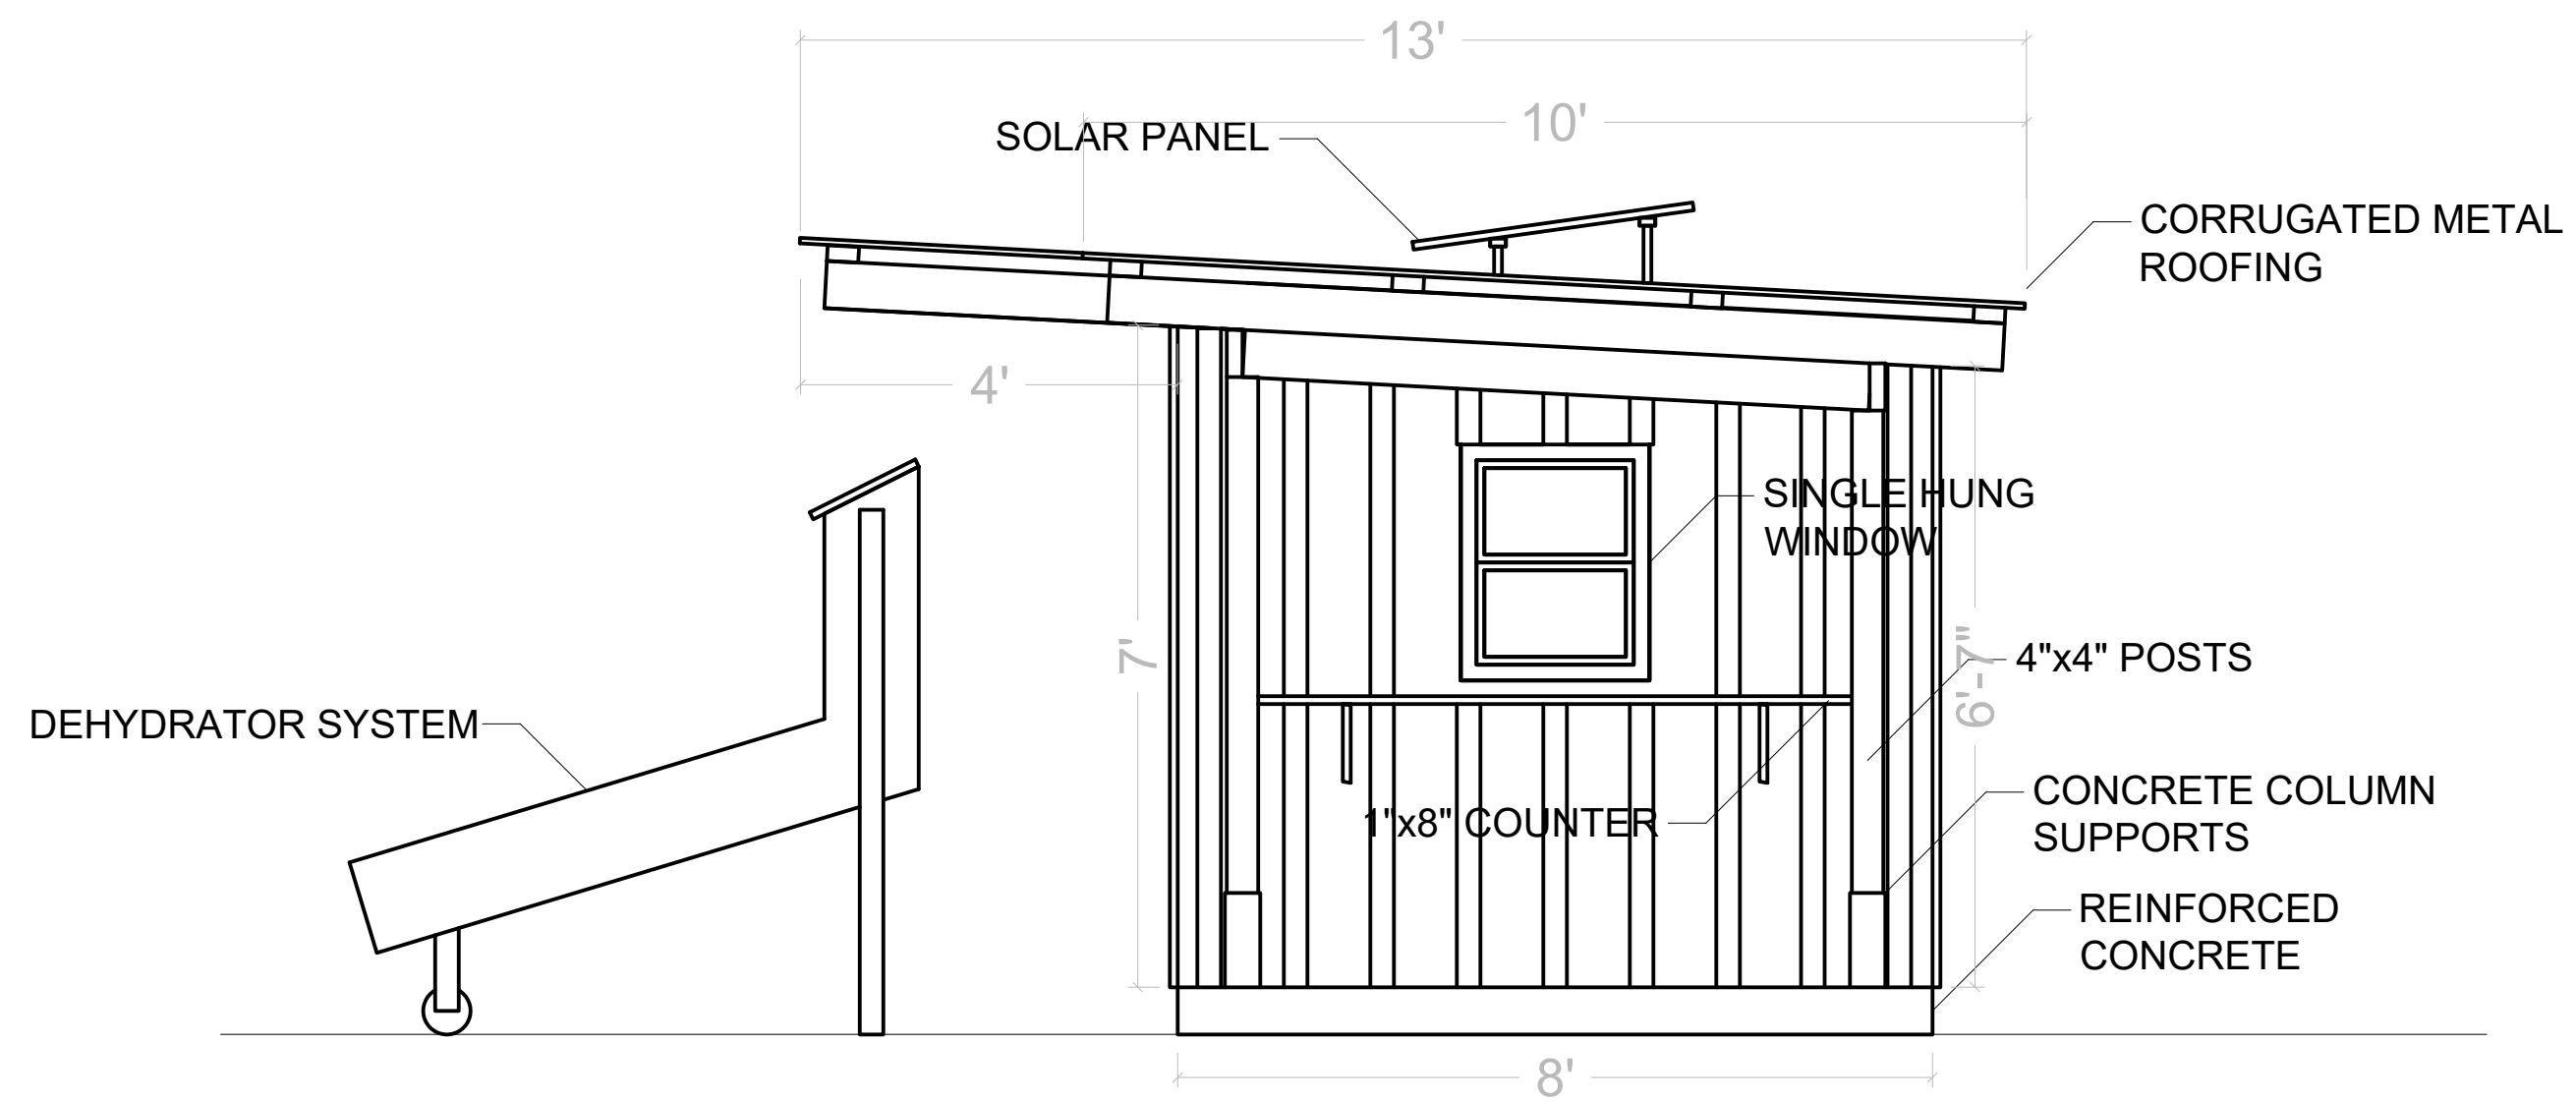 13'
10'
SOLAR PANEL
CORRUGATED METAL
ROOFING
4'
SINGLE HUNG
WINDOW
7'
6'-7"
4"x4" POSTS
DEHYDRATOR SYSTEM
CONCRETE COLUMN
SUPPORTS
1"x8" COUNTER
REINFORCED
CONCRETE
8'